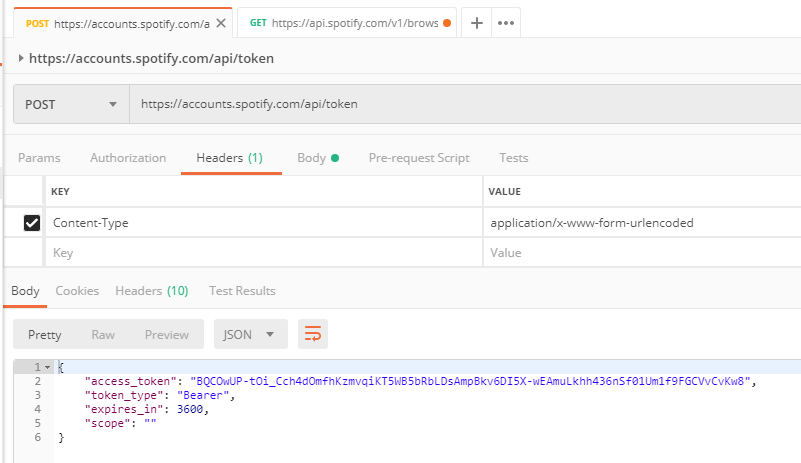 POST https://accounts.spotify.com/a GET https://api.spotify.com/v1/brows
https://accounts.spotify.com/api/token
POST https://accounts.spotify.com/api/token
Params Authorization Headers (1) Body Pre-request Script Tests
KEY VALUE
Content-Type application/x-www-form-urlencoded
Key Value
Body Cookies Headers (10) Test Results
Pretty Raw Preview JSON
1 {
2 "access_token": "BQCOwUP-tOi_Cch4dOmfhKzmvqiKT5WB5bRbLDsAmpBkv6DI5X-wEAmuLkhh436nSf01Um1f9FGCVvCvKw8",
3 "token_type": "Bearer",
4 "expires_in": 3600,
5 "scope": ""
6 }